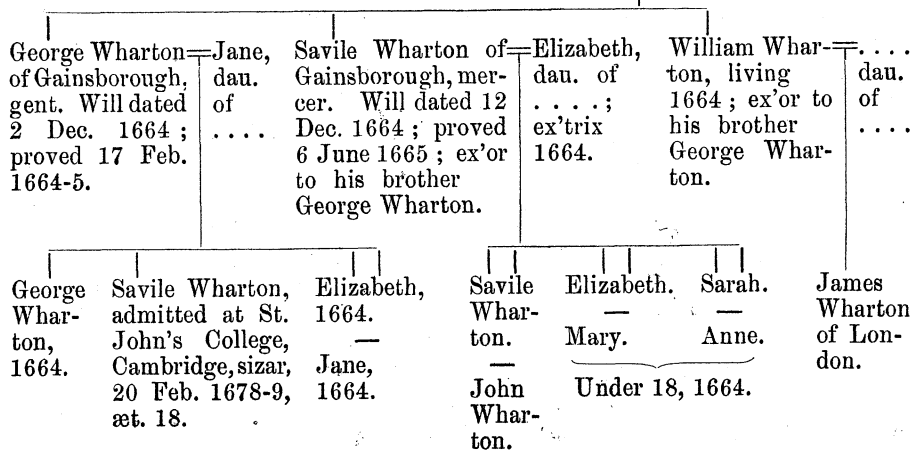 George Wharton
of Gainsborough,
gent. Will dated
2 Dec. 1664 ;
proved 17 Feb.
1664-5.
=Jane,
dau.
of
. . . .
Savile Wharton of
Gainsborough, mer-
cer. Will dated 12
Dec. 1664 ; proved
6 June 1665 ; ex'or
to his brother
George Wharton.
=Elizabeth,
dau. of
. . . . ;
ex'trix
1664.
William Whar-
ton, living
1664 ; ex'or to
his brother
George Whar-
ton.
=. . . .
dau.
of
. . . .
George
Whar-
ton,
1664.
Savile Wharton,
admitted at St.
John's College,
Cambridge, sizar,
20 Feb. 1678-9,
æt. 18.
Elizabeth,
1664.
—
Jane,
1664.
Savile
Whar-
ton.
—
John
Whar-
ton.
Elizabeth.
—
Mary.
Sarah.
—
Anne.
Under 18, 1664.
James
Wharton
of Lon-
don.